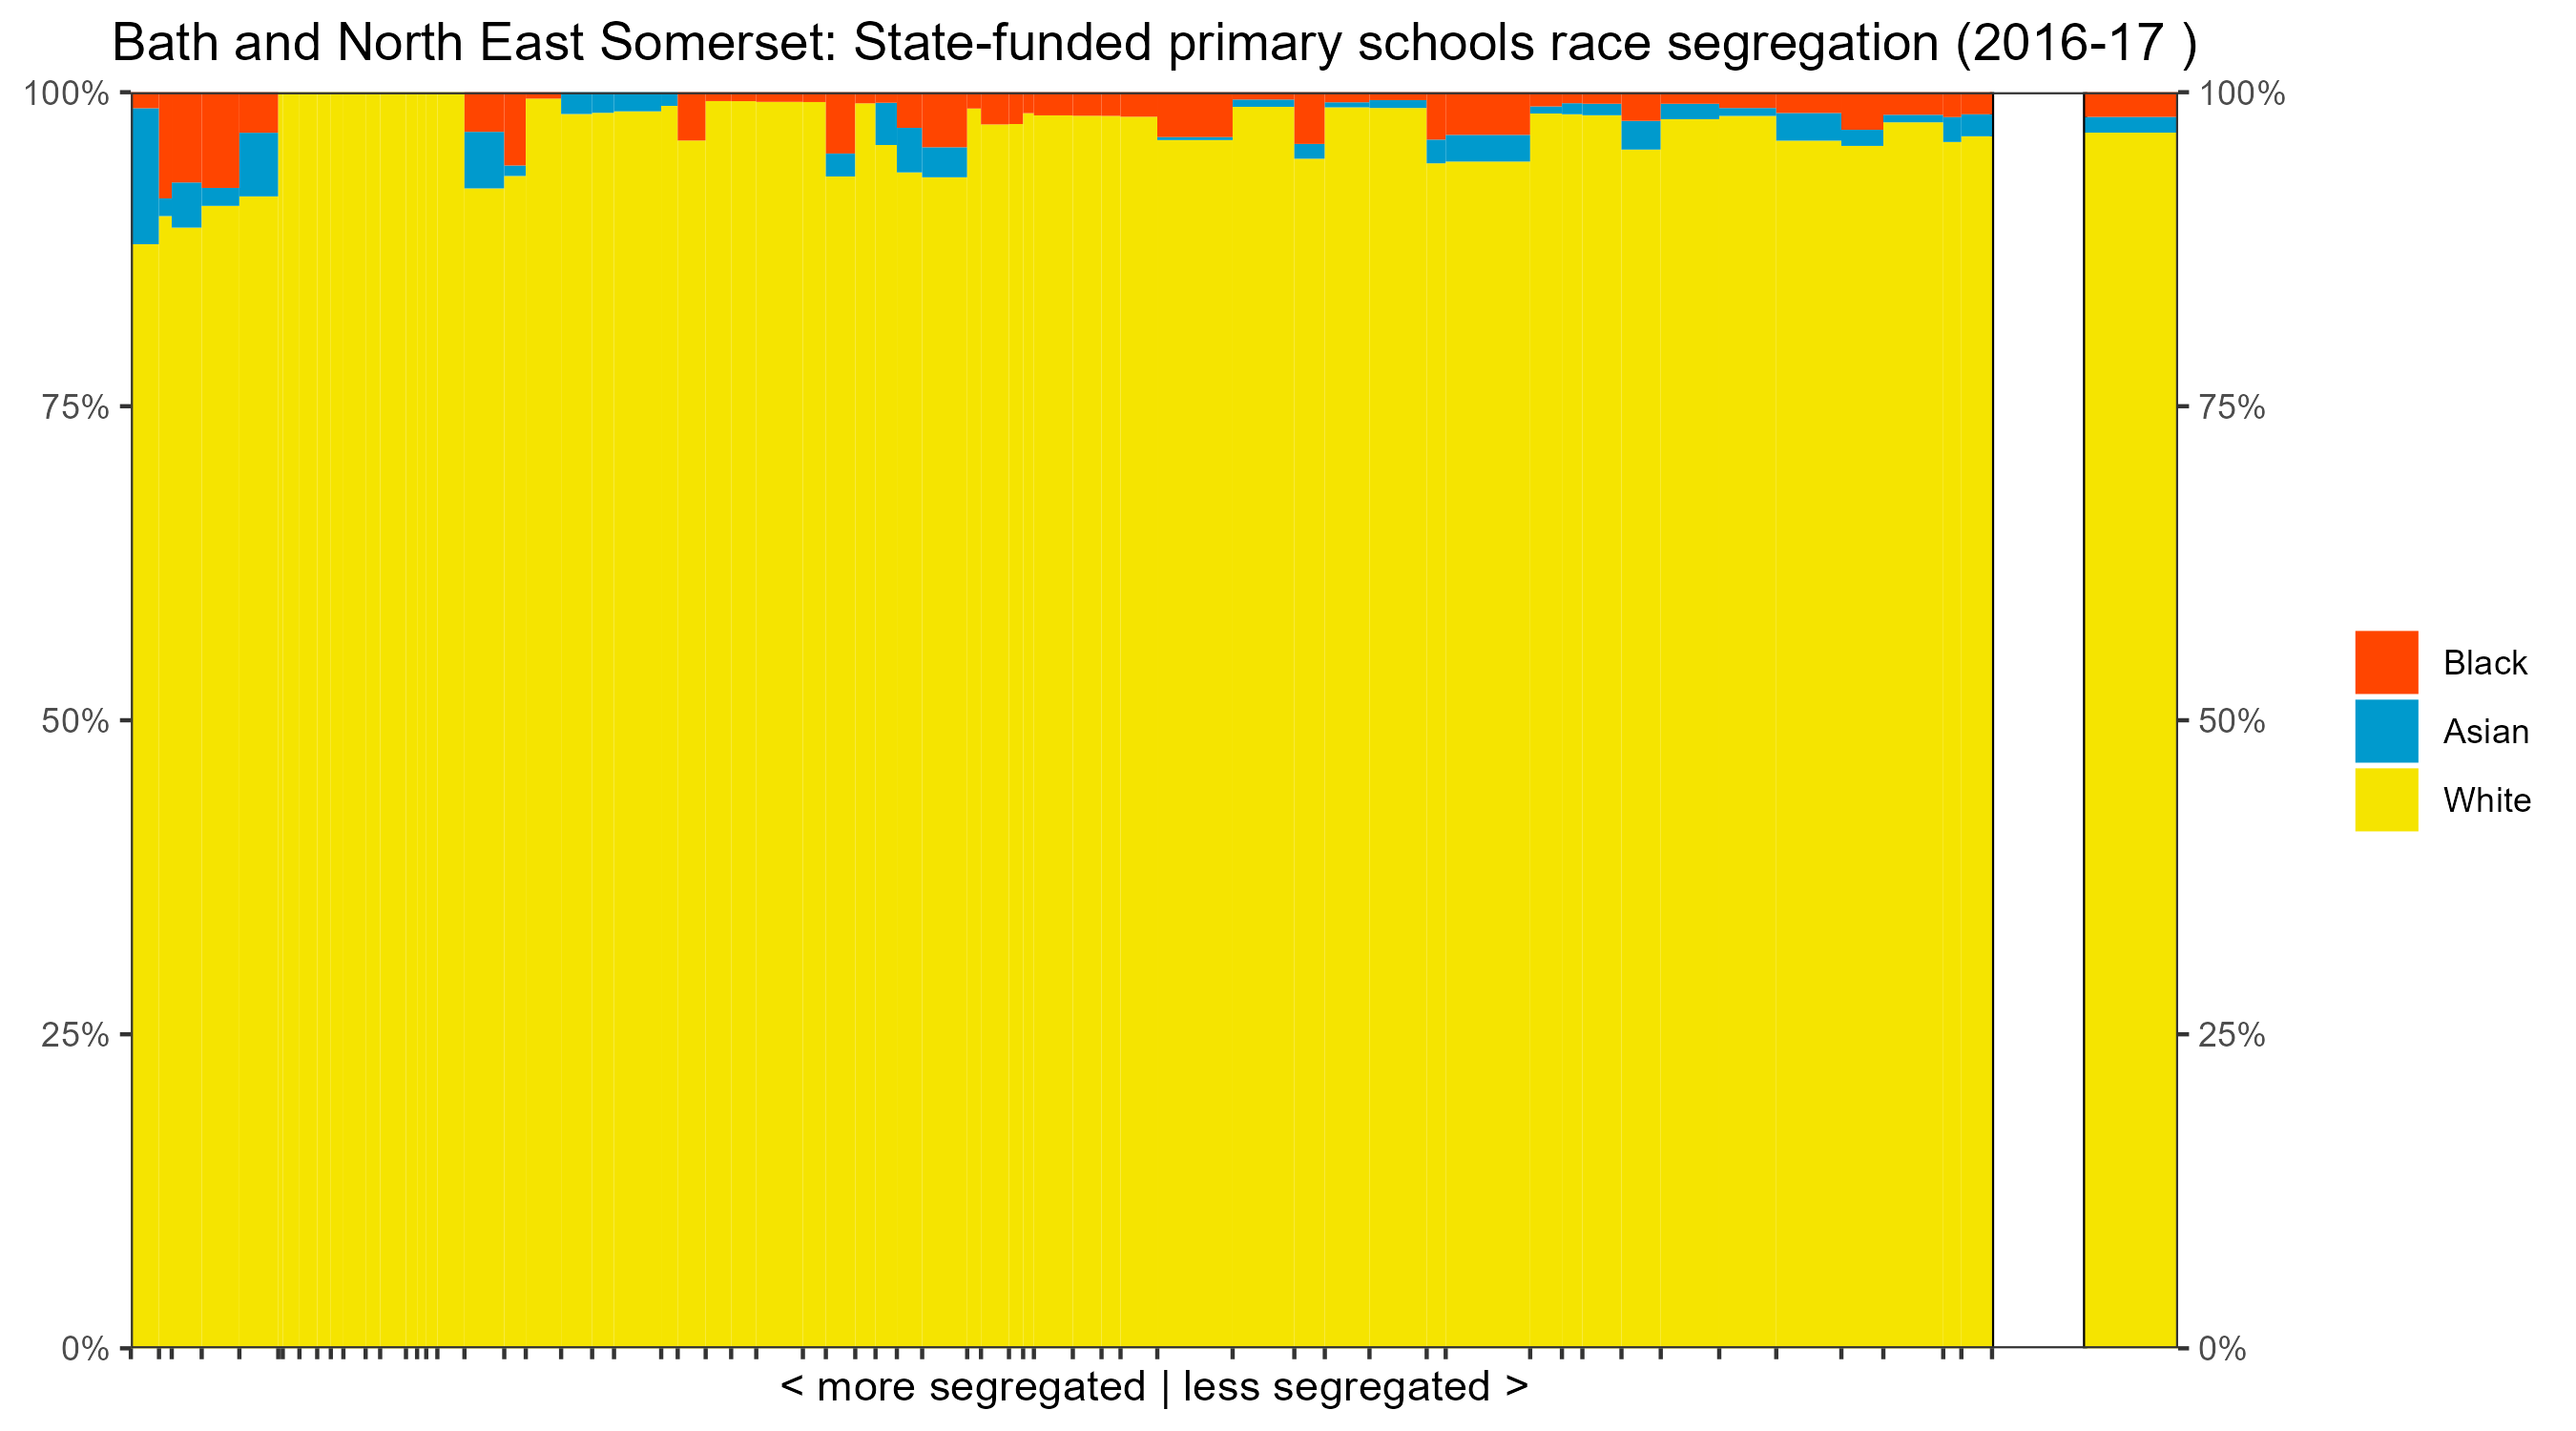 Bath and North East Somerset: State-funded primary schools race segregation (2016-17 )
100%
75%
50%
25%
0%
100%
75%
50%
25%
0%
< more segregated | less segregated >
Black
Asian
White